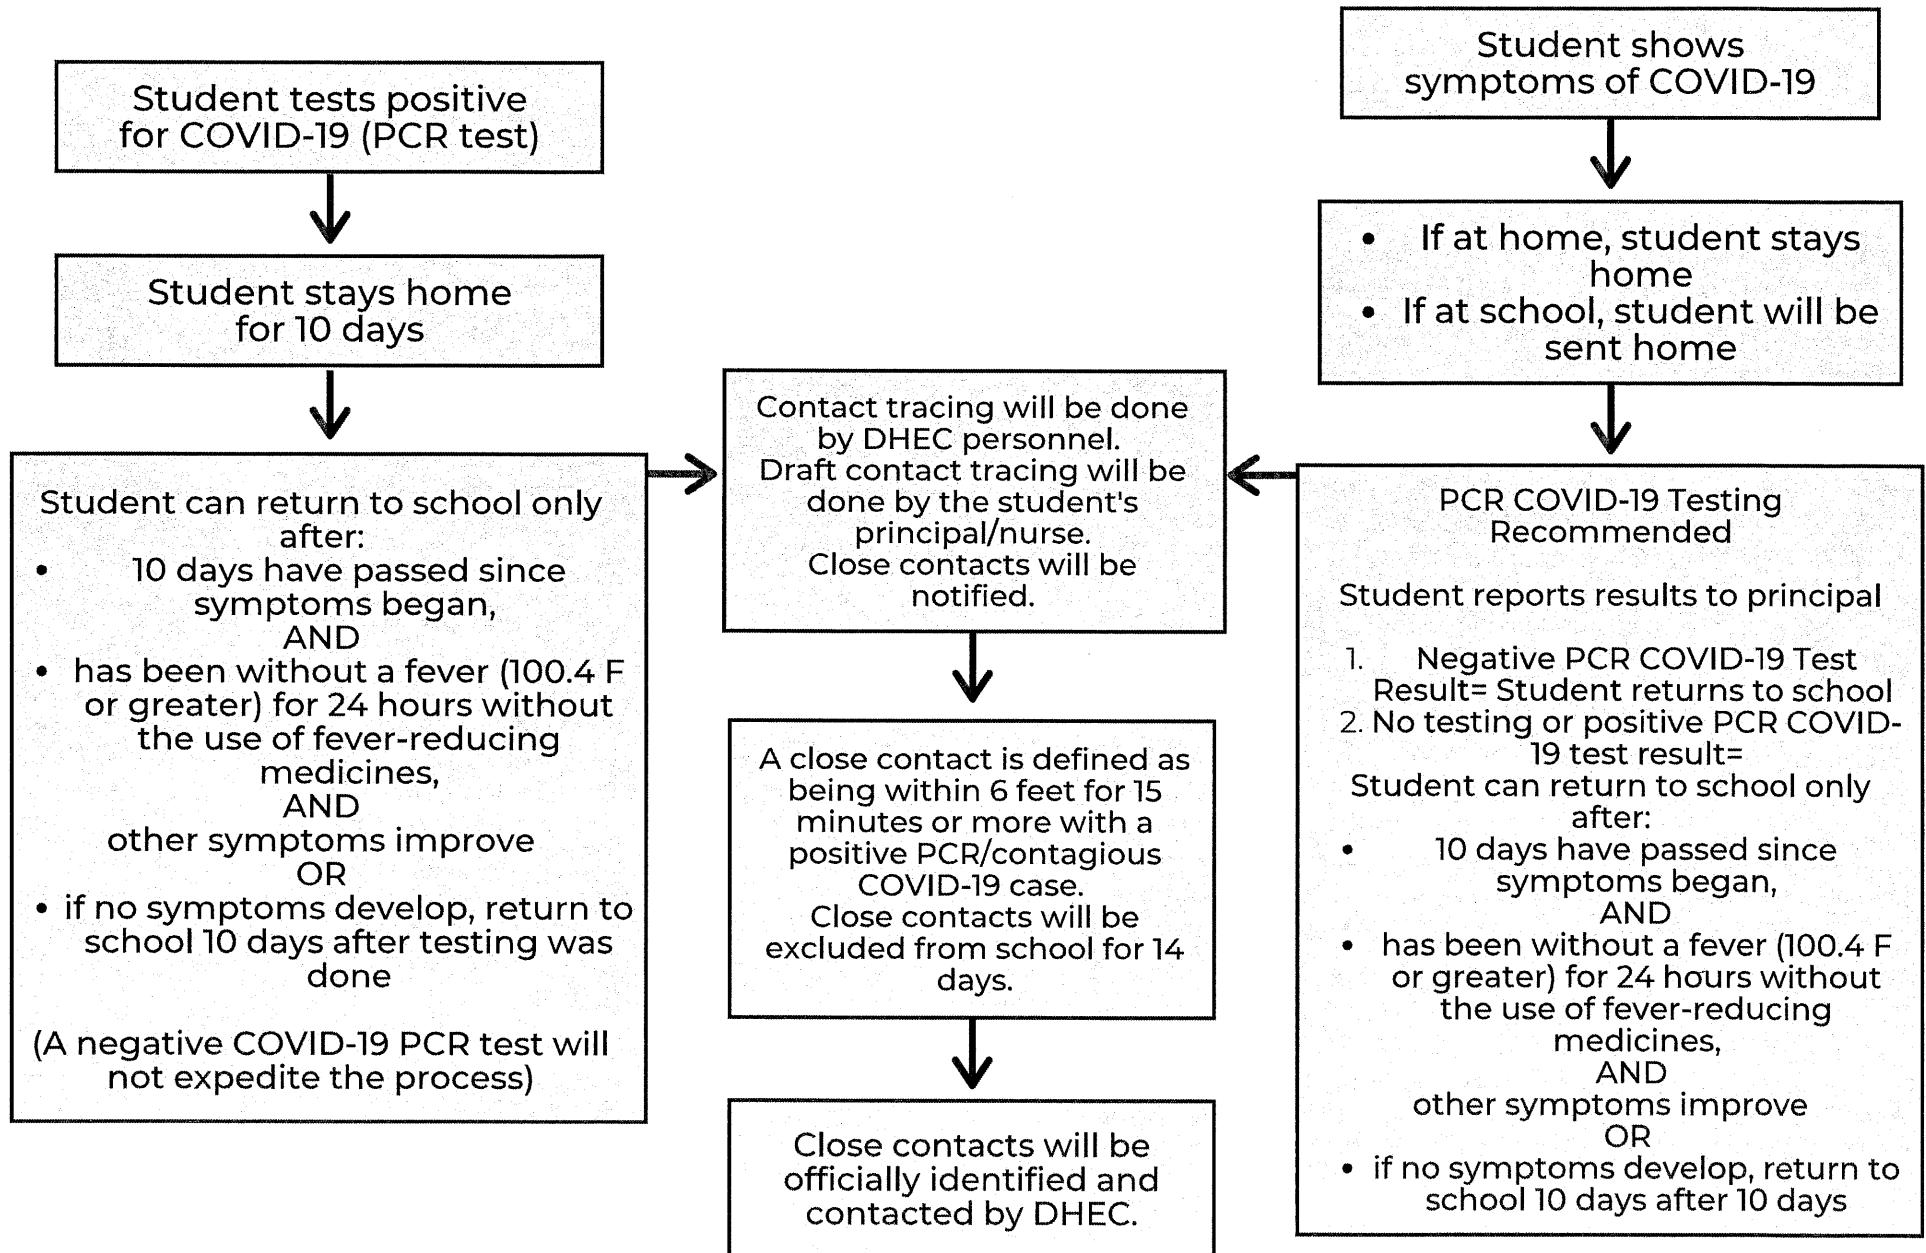 Student tests positive
for COVID-19 (PCR test)
Student stays home
for 10 days
Student can return to school only
after:
• 10 days have passed since
symptoms began,
AND
• has been without a fever (100.4 F
or greater) for 24 hours without
the use of fever-reducing
medicines,
AND
other symptoms improve
OR
• if no symptoms develop, return to
school 10 days after testing was
done
(A negative COVID-19 PCR test will
not expedite the process)
Contact tracing will be done
by DHEC personnel.
Draft contact tracing will be
done by the student's
principal/nurse.
Close contacts will be
notified.
A close contact is defined as
being within 6 feet for 15
minutes or more with a
positive PCR/contagious
COVID-19 case.
Close contacts will be
excluded from school for 14
days.
Close contacts will be
officially identified and
contacted by DHEC.
Student shows
symptoms of COVID-19
• If at home, student stays
home
• If at school, student will be
sent home
PCR COVID-19 Testing
Recommended
Student reports results to principal
1. Negative PCR COVID-19 Test
Result= Student returns to school
2. No testing or positive PCR COVID-
19 test result=
Student can return to school only
after:
• 10 days have passed since
symptoms began,
AND
• has been without a fever (100.4 F
or greater) for 24 hours without
the use of fever-reducing
medicines,
AND
other symptoms improve
OR
• if no symptoms develop, return to
school 10 days after 10 days